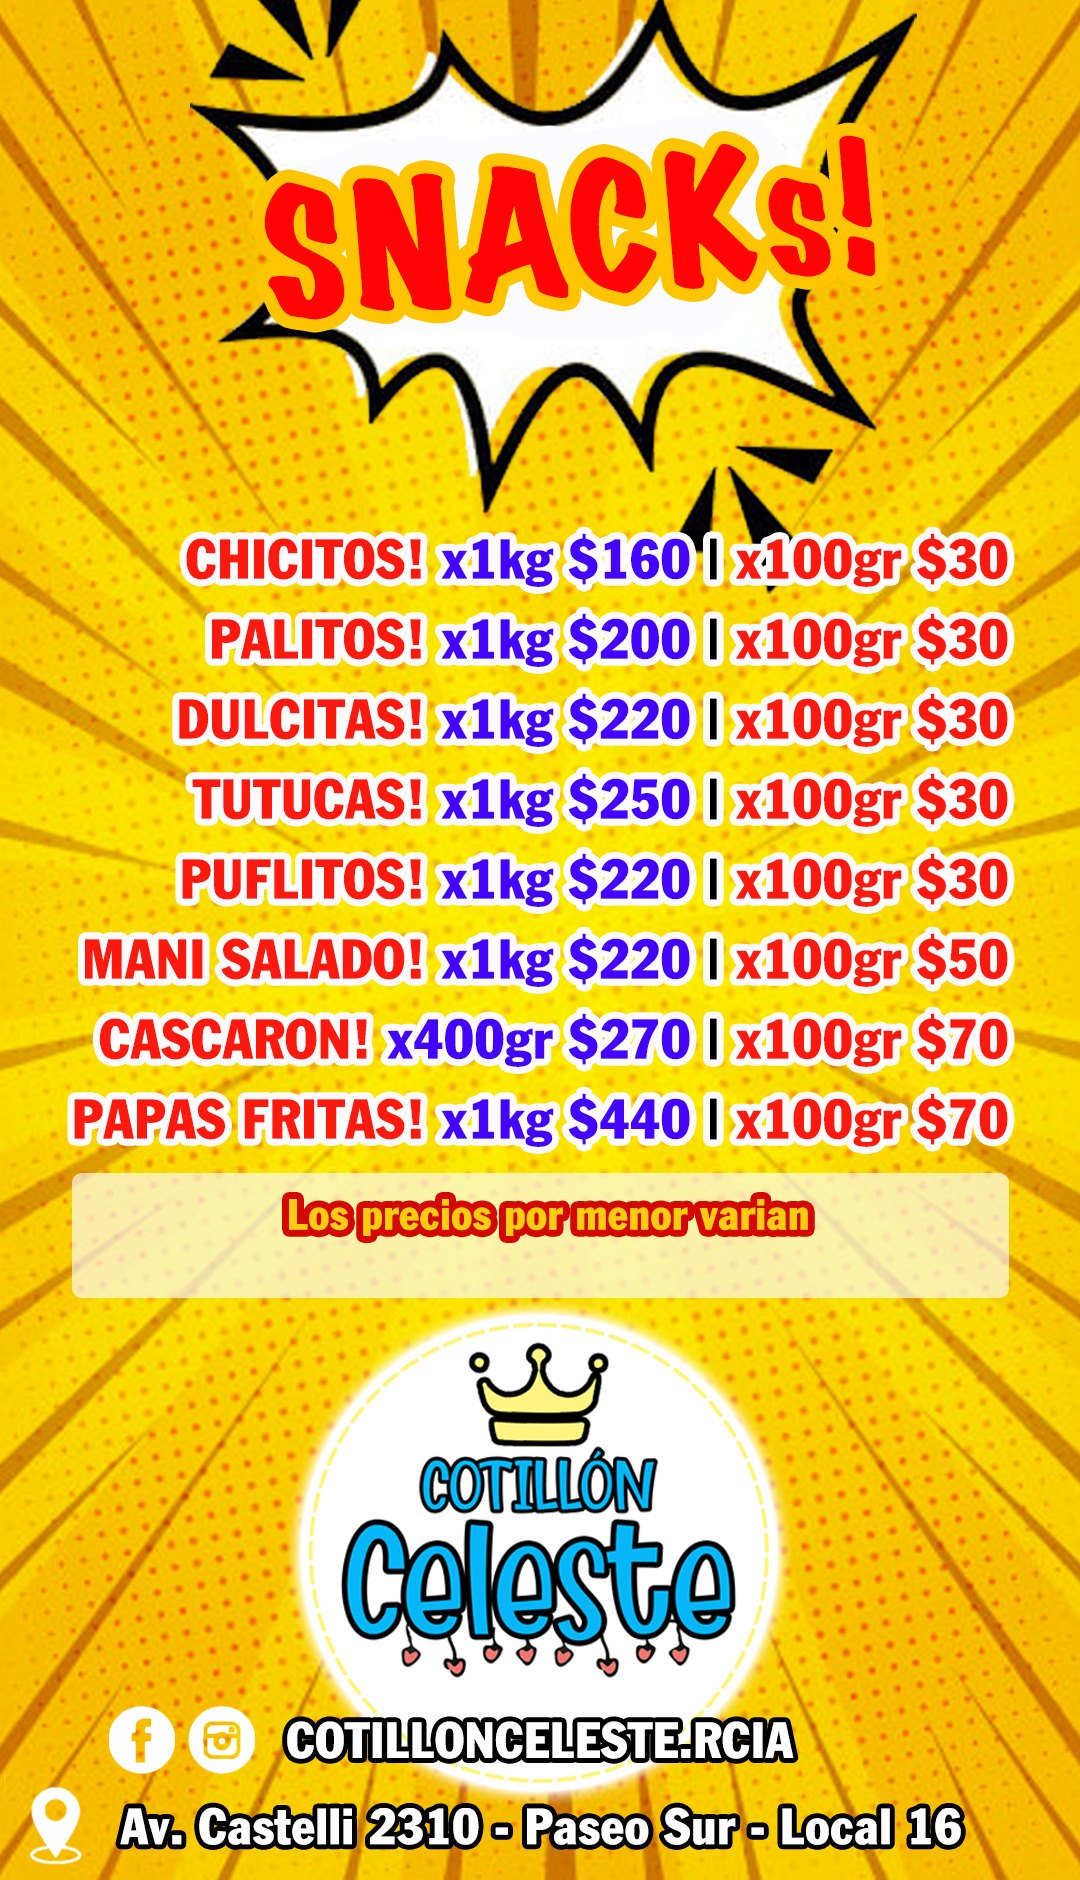 SNACKs!
CHICITOS! x1kg $160 | x100gr $30
PALITOS! x1kg $200 | x100gr $30
DULCITAS! x1kg $220 | x100gr $30
TUTUCAS! x1kg $250 | x100gr $30
PUFLITOS! x1kg $220 | x100gr $30
MANI SALADO! x1kg $220 | x100gr $50
CASCARON! x400gr $270 | x100gr $70
PAPAS FRITAS! x1kg $440 | x100gr $70
Los precios por menor varian
COTILLÓN
Celeste
COTILLONCELESTE.RCIA
Av. Castelli 2310 - Paseo Sur - Local 16